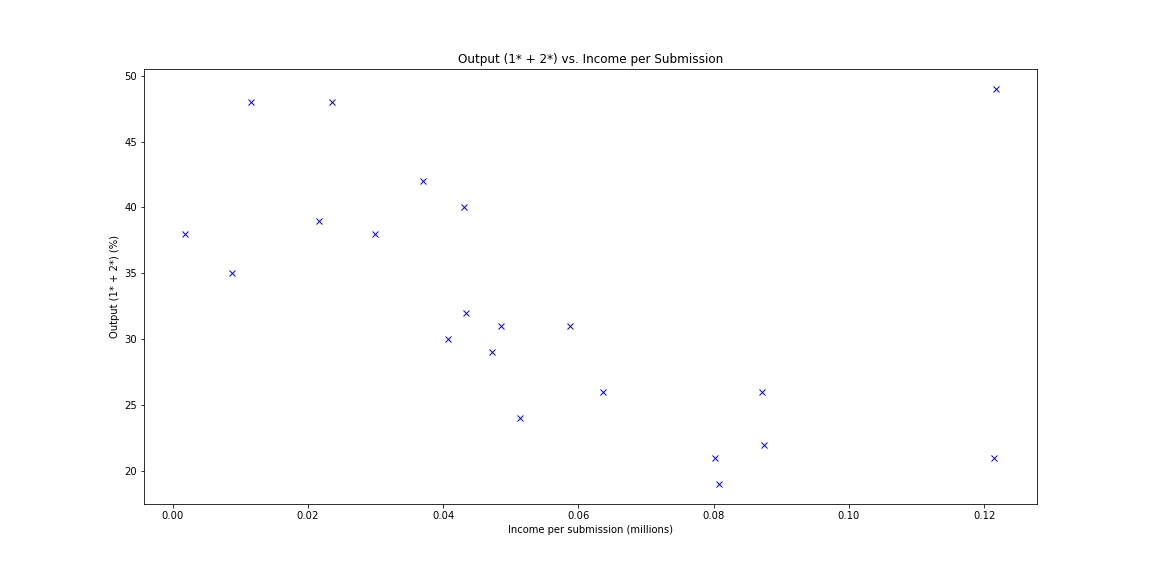 Output (1* + 2*) vs. Income per Submission
50
45
40
35
30
25
20
Output (1* + 2*) (%)
0.00 0.02 0.04 0.06 0.08 0.10 0.12
Income per submission (millions)